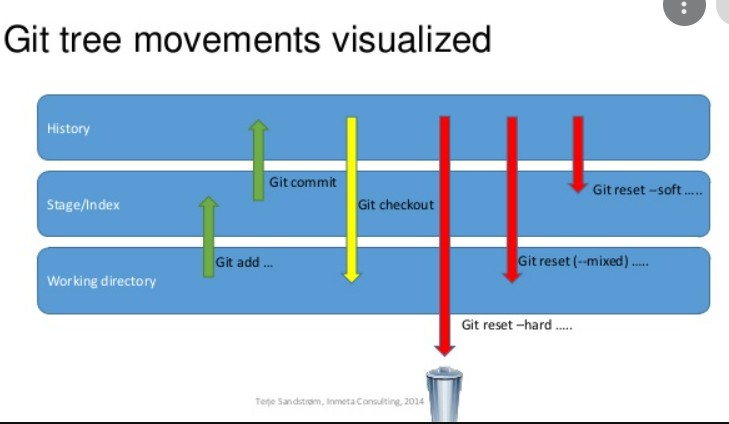 Git tree movements visualized
History
Git commit
Git reset –soft .....
Stage/Index
Git checkout
Git add ...
Git reset (--mixed) .....
Working directory
Git reset –hard .....
Terje Sandstrøm, Inmeta Consulting, 2014